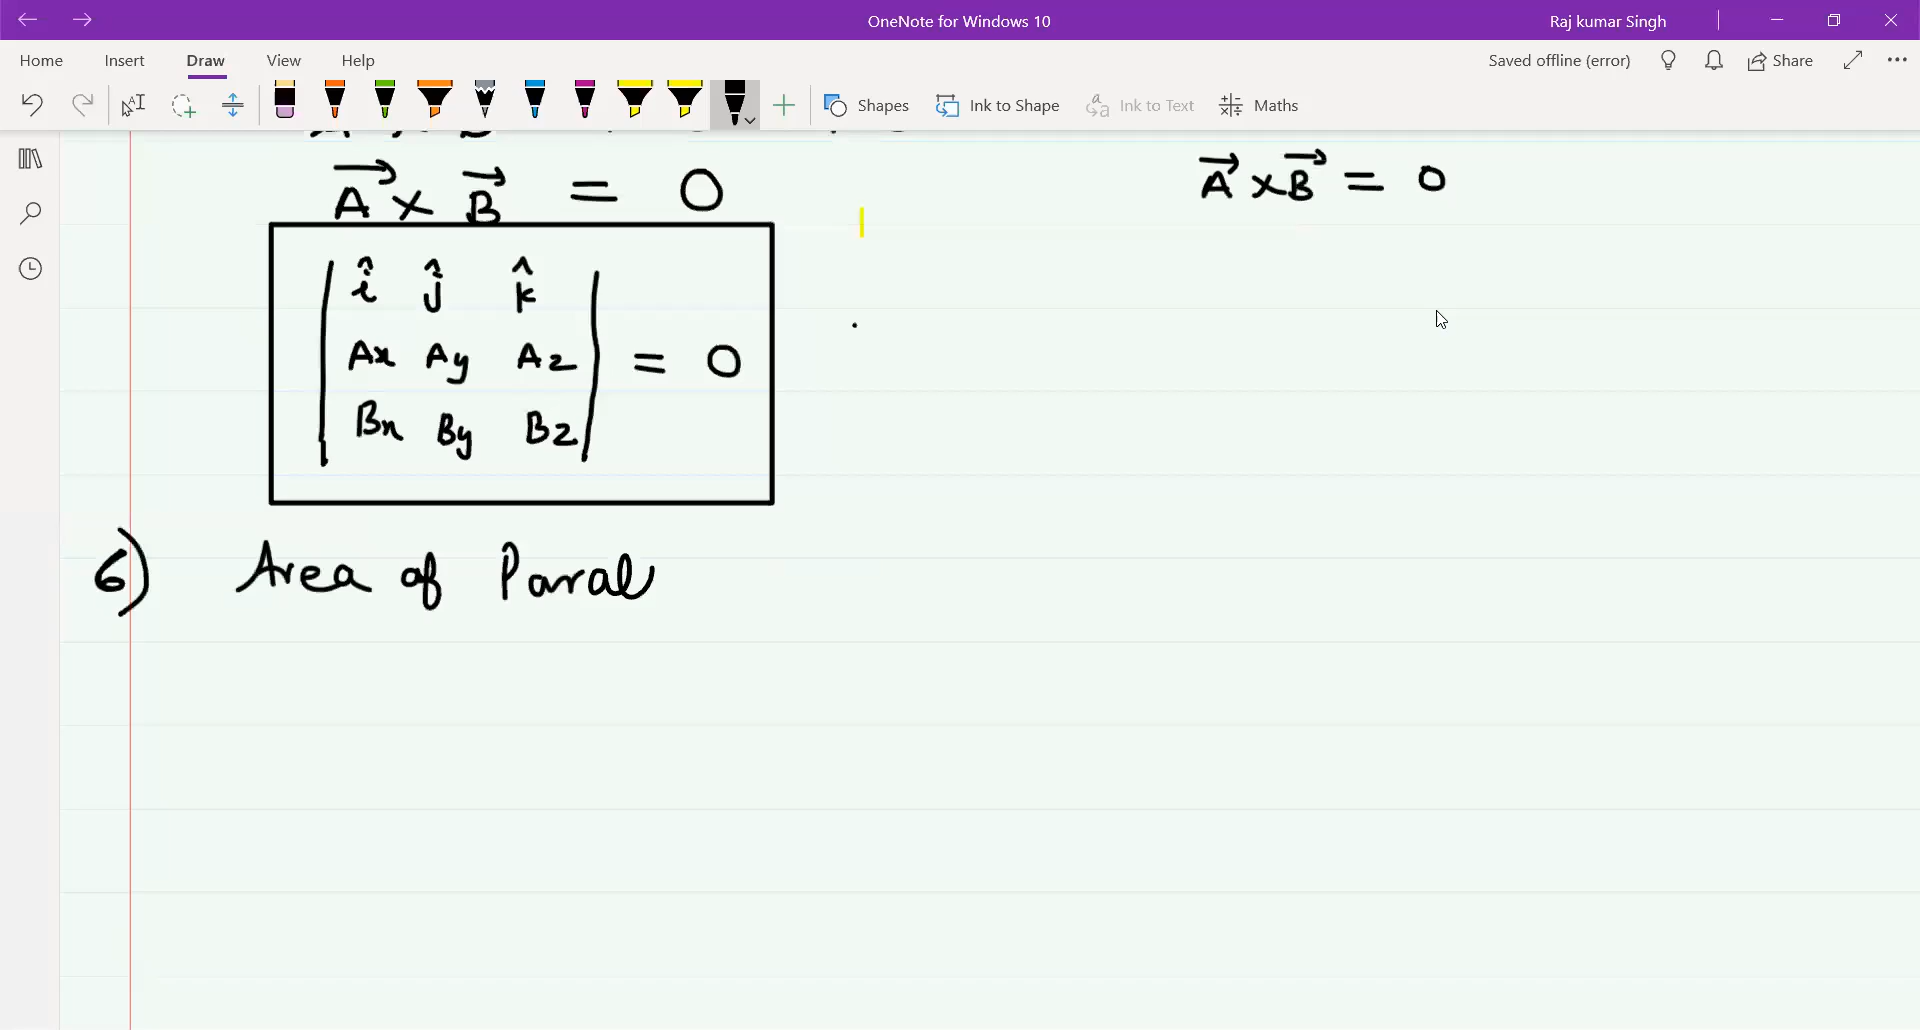 OneNote for Windows 10
Raj kumar Singh
Home Insert Draw View Help
Saved offline (error) Share
Shapes Ink to Shape Ink to Text Maths
A⃗ × B⃗ = 0
A⃗ × B⃗ = 0
| î ĵ k̂ |
| Ax Ay Az | = 0
| Bx By Bz |
6) Area of Paral